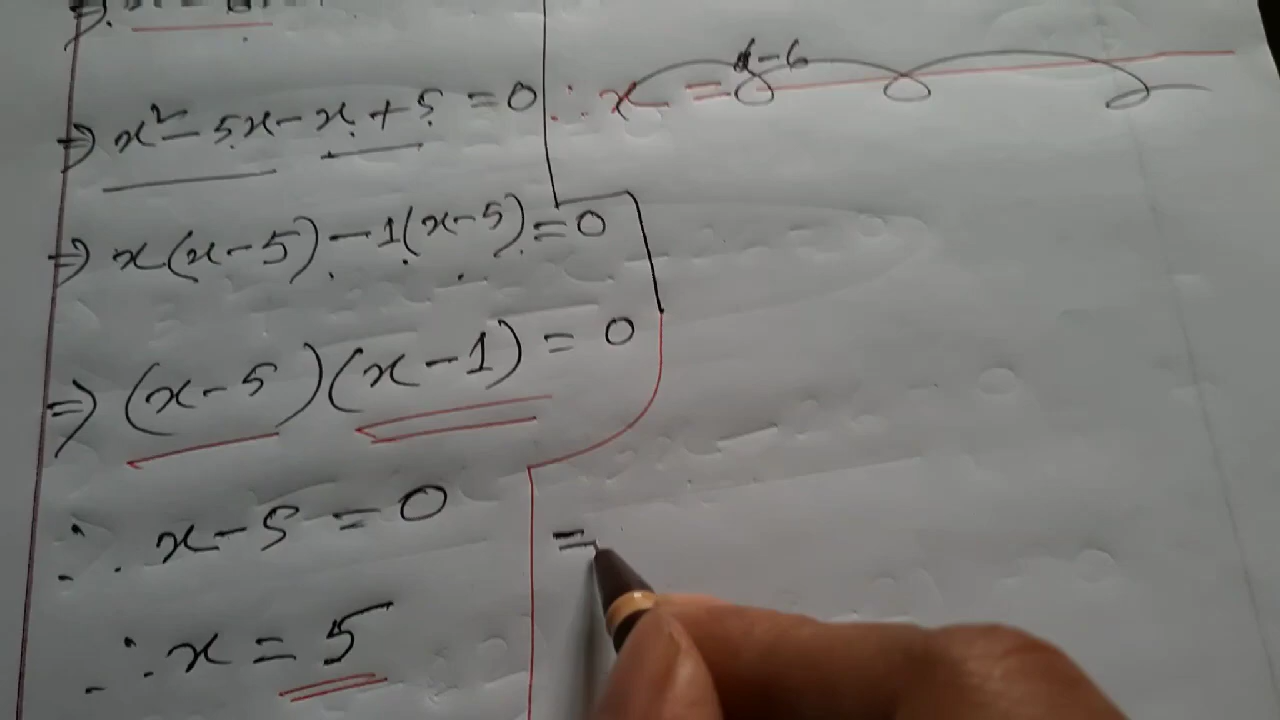 ⇒ x² - 5x - x + 5 = 0
⇒ x(x-5) - 1(x-5) = 0
⇒ (x-5)(x-1) = 0
∴ x - 5 = 0
∴ x = 5
∴ x =
=